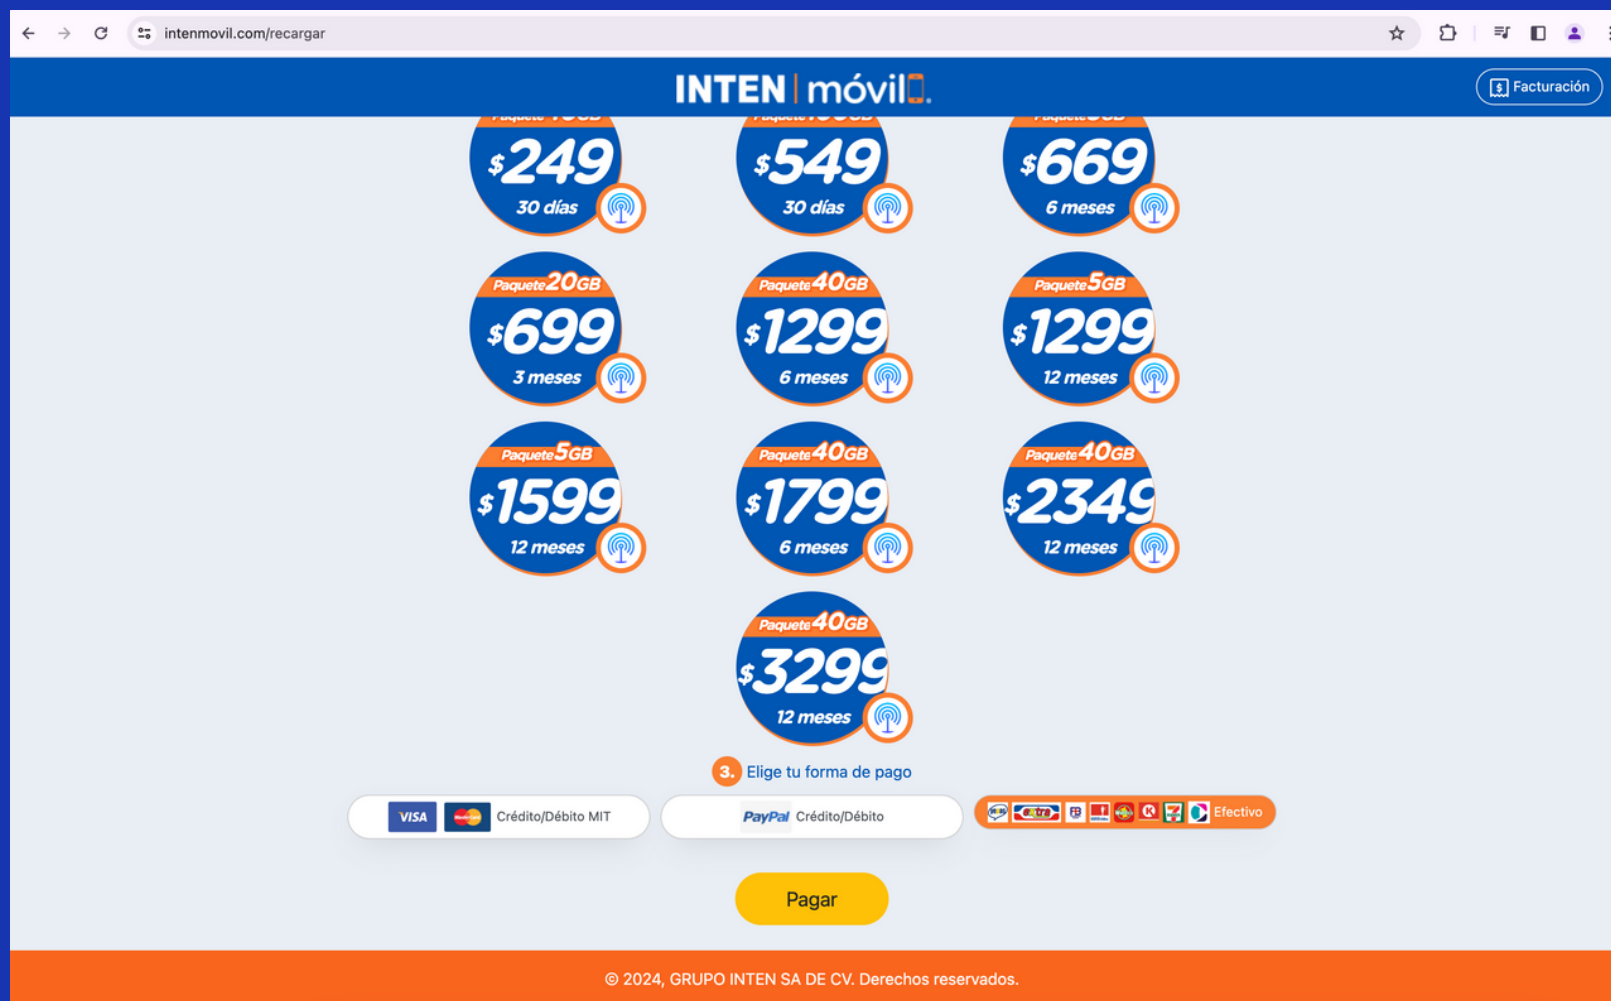 intenmovil.com/recargar
INTEN | móvil
Facturación
$249
30 días
$549
30 días
$669
6 meses
Paquete 20GB
$699
3 meses
Paquete 40GB
$1299
6 meses
Paquete 5GB
$1299
12 meses
Paquete 5GB
$1599
12 meses
Paquete 40GB
$1799
6 meses
Paquete 40GB
$2349
12 meses
Paquete 40GB
$3299
12 meses
3. Elige tu forma de pago
VISA Crédito/Débito MIT
PayPal Crédito/Débito
extra FB K 7 Efectivo
Pagar
© 2024, GRUPO INTEN SA DE CV. Derechos reservados.